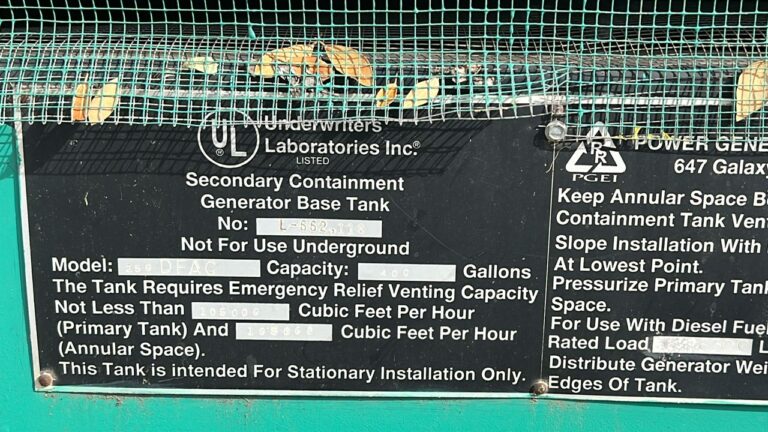 UL
®
Underwriters
Laboratories Inc.®
LISTED
Secondary Containment
Generator Base Tank
No: L-552,
Not For Use Underground
Model: DFAC Capacity: 400 Gallons
The Tank Requires Emergency Relief Venting Capacity
Not Less Than Cubic Feet Per Hour
(Primary Tank) And Cubic Feet Per Hour
(Annular Space).
This Tank is intended For Stationary Installation Only.
PGEI
POWER GENE
647 Galaxy
Keep Annular Space B
Containment Tank Ven
Slope Installation With
At Lowest Point.
Pressurize Primary Tank
Space.
For Use With Diesel Fue
Rated Load L
Distribute Generator Wei
Edges Of Tank.